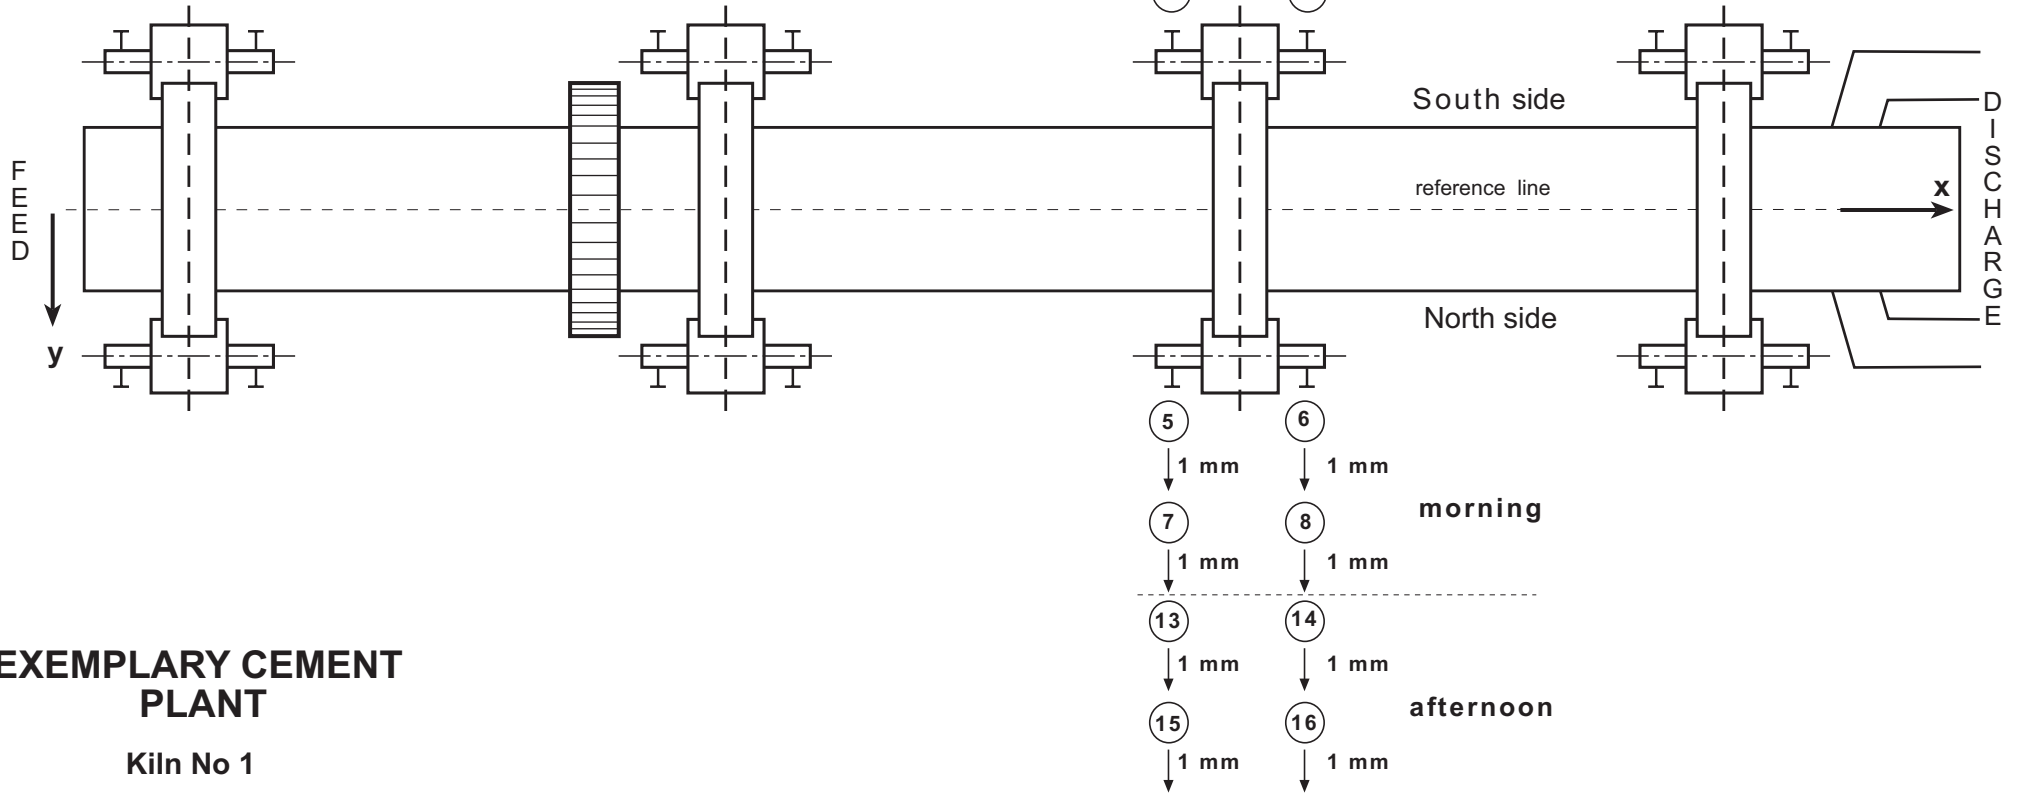 South side
FEED
DISCHARGE
reference line
x
North side
y
5 6
1 mm 1 mm
morning
7 8
1 mm 1 mm
13 14
1 mm 1 mm
afternoon
15 16
1 mm 1 mm
EXEMPLARY CEMENT
PLANT
Kiln No 1